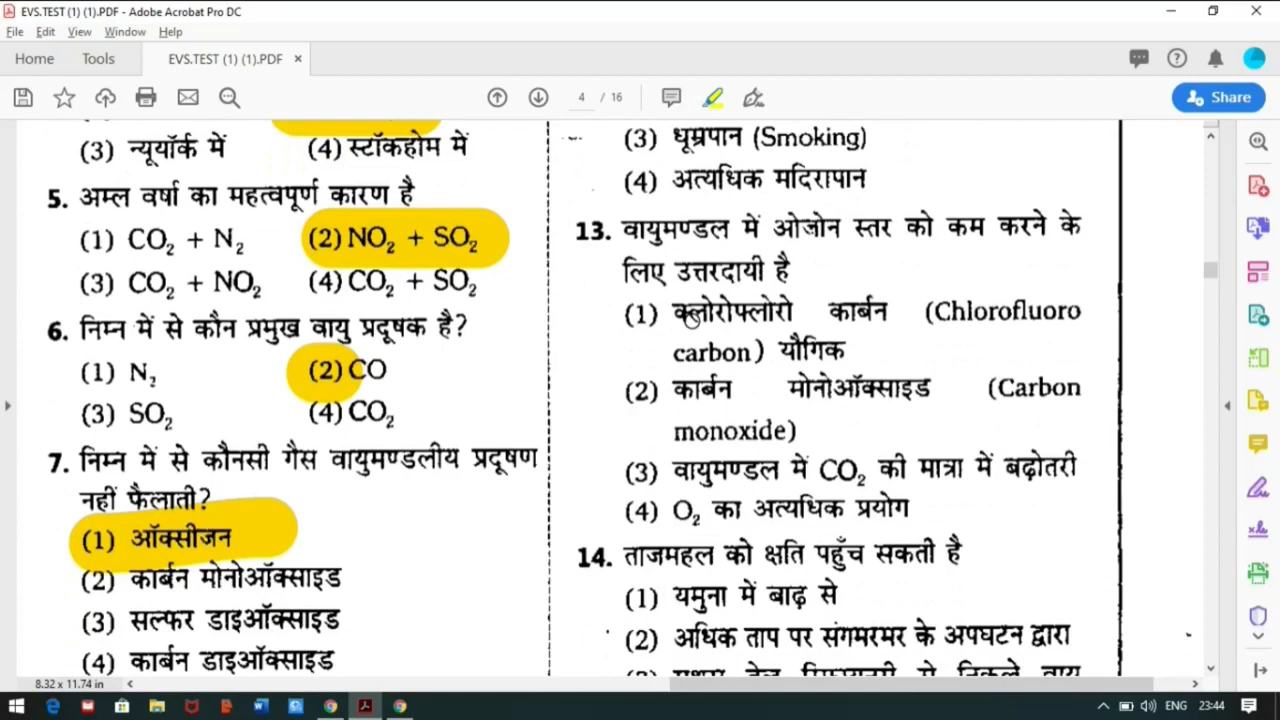 EVS.TEST (1) (1).PDF - Adobe Acrobat Pro DC
File Edit View Window Help
Home Tools EVS.TEST (1) (1).PDF ×
4 / 16
Share
(3) न्यूयॉर्क में (4) स्टॉकहोम में
5. अम्ल वर्षा का महत्वपूर्ण कारण है
(1) CO₂ + N₂ (2) NO₂ + SO₂
(3) CO₂ + NO₂ (4) CO₂ + SO₂
6. निम्न में से कौन प्रमुख वायु प्रदूषक है?
(1) N₂ (2) CO
(3) SO₂ (4) CO₂
7. निम्न में से कौनसी गैस वायुमण्डलीय प्रदूषण
नहीं फैलाती?
(1) ऑक्सीजन
(2) कार्बन मोनोऑक्साइड
(3) सल्फर डाइऑक्साइड
(4) कार्बन डाइऑक्साइड
(3) धूम्रपान (Smoking)
(4) अत्यधिक मदिरापान
13. वायुमण्डल में ओजोन स्तर को कम करने के
लिए उत्तरदायी है
(1) क्लोरोफ्लोरो कार्बन (Chlorofluoro
carbon) यौगिक
(2) कार्बन मोनोऑक्साइड (Carbon
monoxide)
(3) वायुमण्डल में CO₂ की मात्रा में बढ़ोतरी
(4) O₂ का अत्यधिक प्रयोग
14. ताजमहल को क्षति पहुँच सकती है
(1) यमुना में बाढ़ से
(2) अधिक ताप पर संगमरमर के अपघटन द्वारा
8.32 x 11.74 in
ENG 23:44